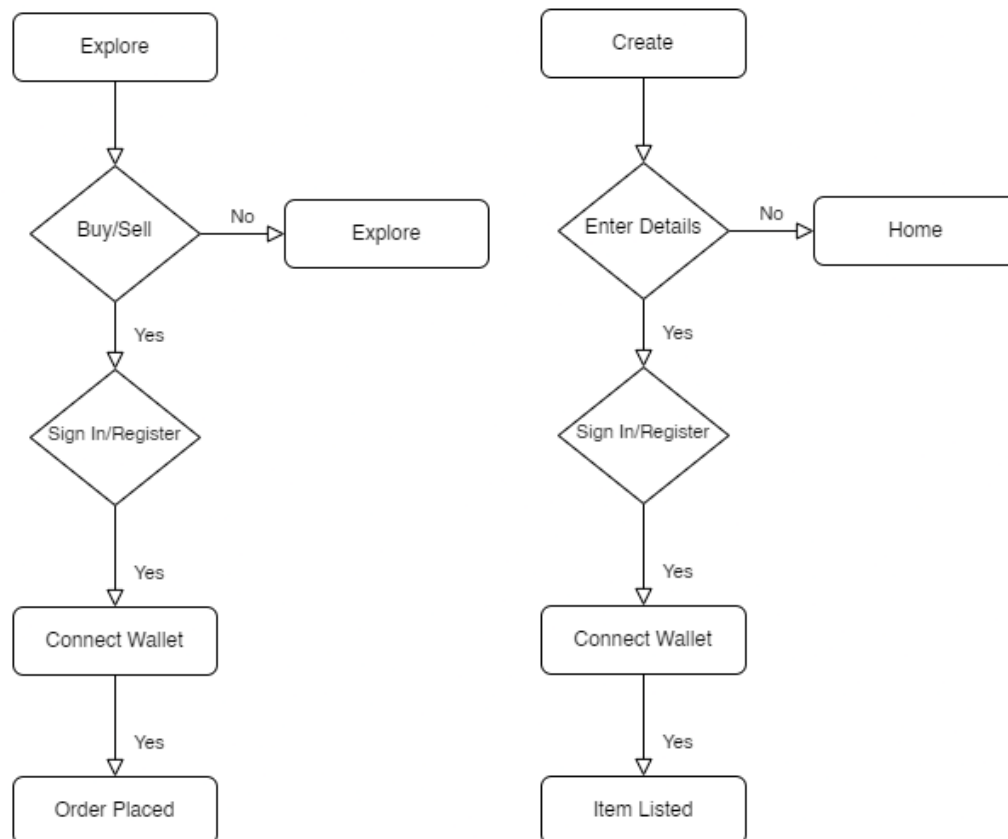 Explore
Buy/Sell
No
Explore
Yes
Sign In/Register
Yes
Connect Wallet
Yes
Order Placed
Create
Enter Details
No
Home
Yes
Sign In/Register
Yes
Connect Wallet
Yes
Item Listed